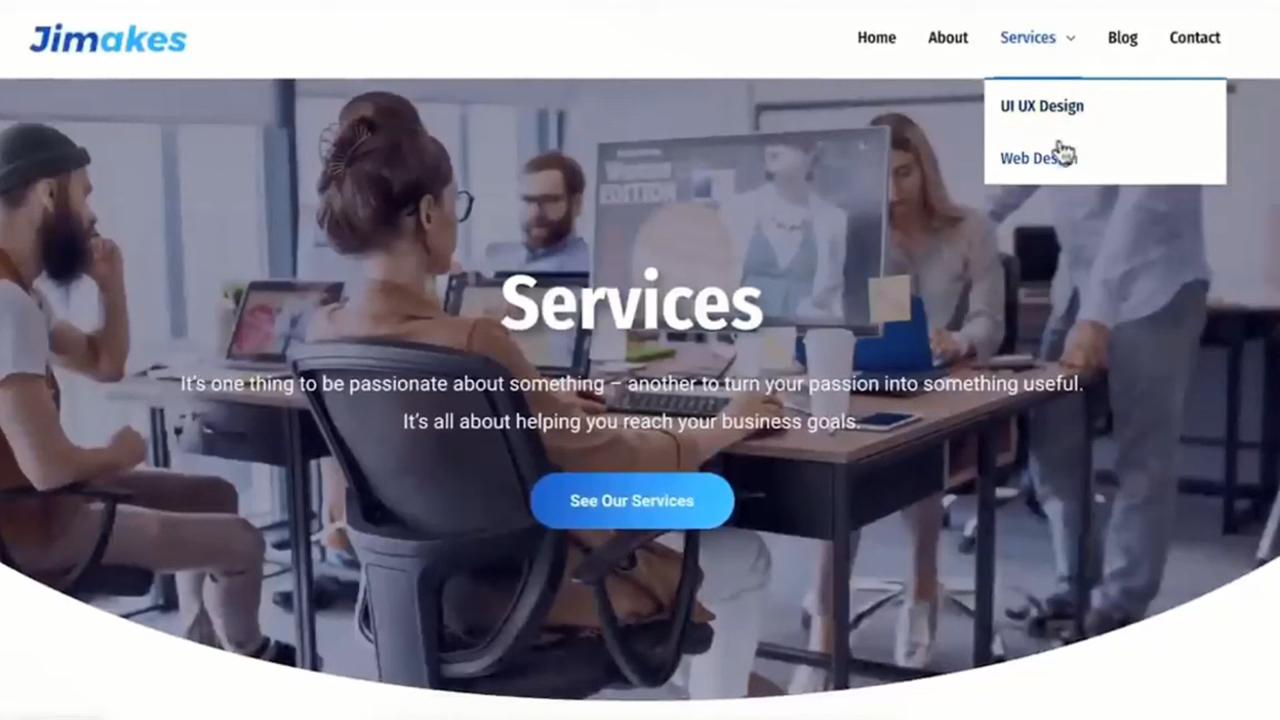 Jimakes
Home About Services Blog Contact
UI UX Design
EDITION
Services
It's one thing to be passionate about something – another to turn your passion into something useful.
It's all about helping you reach your business goals.
See Our Services